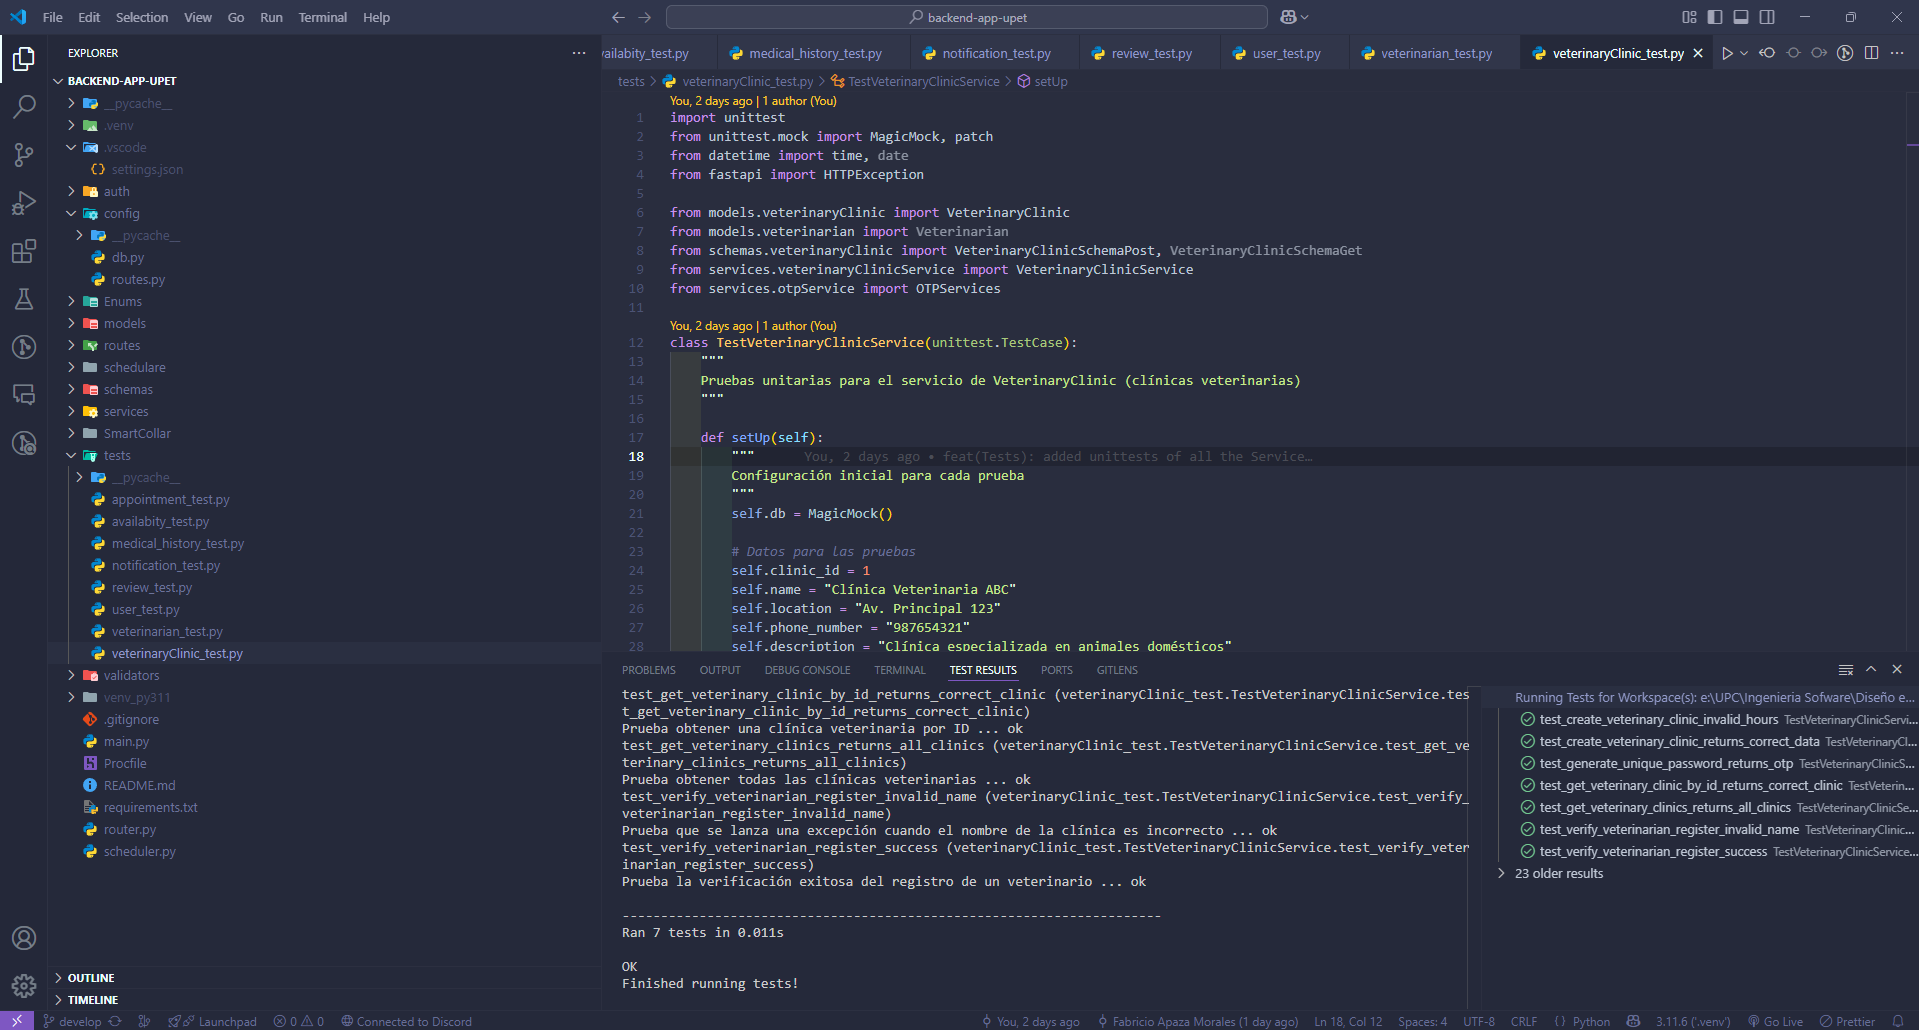 File Edit Selection View Go Run Terminal Help
backend-app-upet
EXPLORER
BACKEND-APP-UPET
__pycache__
.venv
.vscode
settings.json
auth
config
__pycache__
db.py
routes.py
Enums
models
routes
schedulare
schemas
services
SmartCollar
tests
__pycache__
appointment_test.py
availabity_test.py
medical_history_test.py
notification_test.py
review_test.py
user_test.py
veterinarian_test.py
veterinaryClinic_test.py
validators
venv_py311
.gitignore
main.py
Procfile
README.md
requirements.txt
router.py
scheduler.py
OUTLINE
TIMELINE
vailabity_test.py medical_history_test.py notification_test.py review_test.py user_test.py veterinarian_test.py veterinaryClinic_test.py
tests > veterinaryClinic_test.py > TestVeterinaryClinicService > setUp
You, 2 days ago | 1 author (You)
1 import unittest
2 from unittest.mock import MagicMock, patch
3 from datetime import time, date
4 from fastapi import HTTPException
5
6 from models.veterinaryClinic import VeterinaryClinic
7 from models.veterinarian import Veterinarian
8 from schemas.veterinaryClinic import VeterinaryClinicSchemaPost, VeterinaryClinicSchemaGet
9 from services.veterinaryClinicService import VeterinaryClinicService
10 from services.otpService import OTPServices
11
You, 2 days ago | 1 author (You)
12 class TestVeterinaryClinicService(unittest.TestCase):
13 """
14 Pruebas unitarias para el servicio de VeterinaryClinic (clínicas veterinarias)
15 """
16
17 def setUp(self):
18 """ You, 2 days ago • feat(Tests): added unittests of all the Service…
19 Configuración inicial para cada prueba
20 """
21 self.db = MagicMock()
22
23 # Datos para las pruebas
24 self.clinic_id = 1
25 self.name = "Clínica Veterinaria ABC"
26 self.location = "Av. Principal 123"
27 self.phone_number = "987654321"
28 self.description = "Clínica especializada en animales domésticos"
PROBLEMS OUTPUT DEBUG CONSOLE TERMINAL TEST RESULTS PORTS GITLENS
test_get_veterinary_clinic_by_id_returns_correct_clinic (veterinaryClinic_test.TestVeterinaryClinicService.tes
t_get_veterinary_clinic_by_id_returns_correct_clinic)
Prueba obtener una clínica veterinaria por ID ... ok
test_get_veterinary_clinics_returns_all_clinics (veterinaryClinic_test.TestVeterinaryClinicService.test_get_ve
terinary_clinics_returns_all_clinics)
Prueba obtener todas las clínicas veterinarias ... ok
test_verify_veterinarian_register_invalid_name (veterinaryClinic_test.TestVeterinaryClinicService.test_verify_
veterinarian_register_invalid_name)
Prueba que se lanza una excepción cuando el nombre de la clínica es incorrecto ... ok
test_verify_veterinarian_register_success (veterinaryClinic_test.TestVeterinaryClinicService.test_verify_veter
inarian_register_success)
Prueba la verificación exitosa del registro de un veterinario ... ok
----------------------------------------------------------------------
Ran 7 tests in 0.011s
OK
Finished running tests!
Running Tests for Workspace(s): e:\UPC\Ingenieria Sofware\Diseño e...
test_create_veterinary_clinic_invalid_hours TestVeterinaryClinicServi...
test_create_veterinary_clinic_returns_correct_data TestVeterinaryCl...
test_generate_unique_password_returns_otp TestVeterinaryClinicS...
test_get_veterinary_clinic_by_id_returns_correct_clinic TestVeterin...
test_get_veterinary_clinics_returns_all_clinics TestVeterinaryClinicSe...
test_verify_veterinarian_register_invalid_name TestVeterinaryClinic...
test_verify_veterinarian_register_success TestVeterinaryClinicService...
23 older results
develop Launchpad 0 0 Connected to Discord You, 2 days ago Fabricio Apaza Morales (1 day ago) Ln 18, Col 12 Spaces: 4 UTF-8 CRLF {} Python 3.11.6 ('.venv') Go Live Prettier